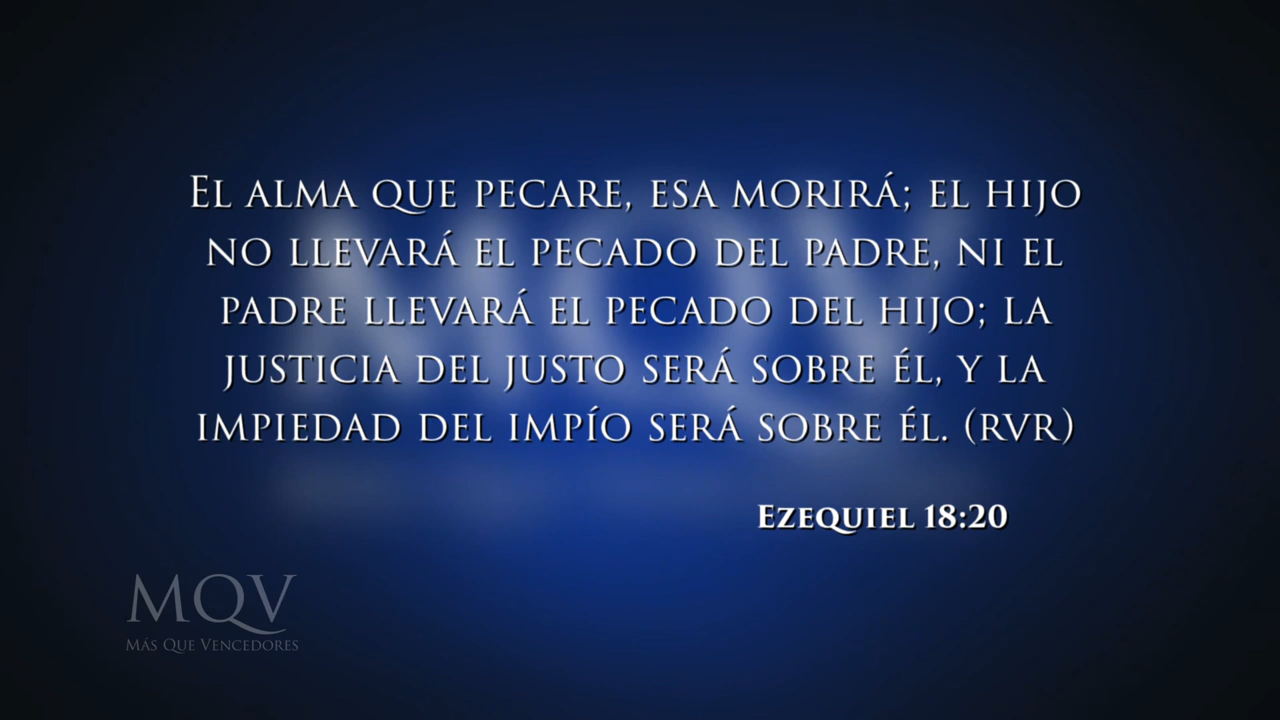 El alma que pecare, esa morirá; el hijo
no llevará el pecado del padre, ni el
padre llevará el pecado del hijo; la
justicia del justo será sobre él, y la
impiedad del impío será sobre él. (RVR)
Ezequiel 18:20
MQV
Más Que Vencedores